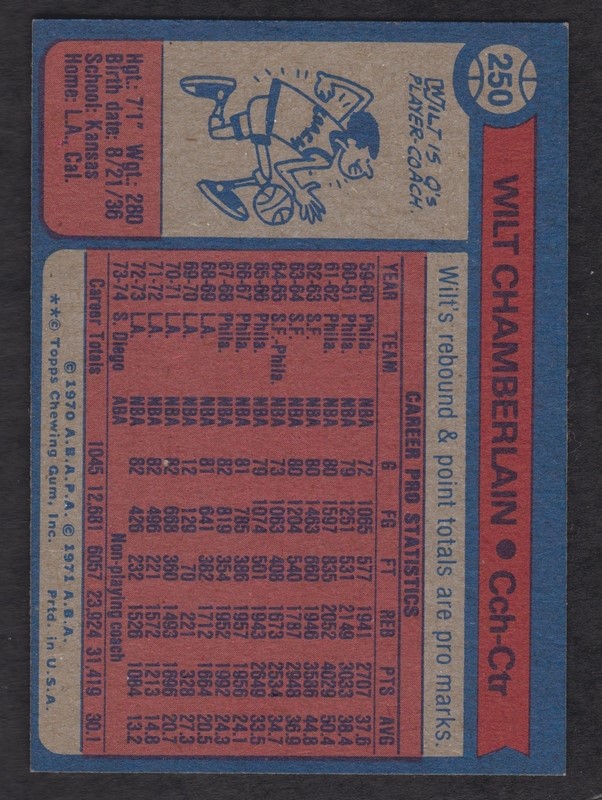 250
WILT CHAMBERLAIN ● Cch-Ctr
WILT IS Q's
PLAYER-COACH.
Hgt.: 7'1" Wgt.: 280
Birth date: 8/21/36
School: Kansas
Home: L.A., Cal.
Wilt's rebound & point totals are pro marks.
CAREER PRO STATISTICS
YEAR TEAM G FG FT REB PTS AVG
59-60 Phila. NBA 72 1065 577 1941 2707 37.6
60-61 Phila. NBA 79 1251 531 2149 3033 38.4
61-62 Phila. NBA 80 1597 835 2052 4029 50.4
62-63 S.F. NBA 80 1463 660 1946 3586 44.8
63-64 S.F. NBA 80 1204 540 1787 2948 36.9
64-65 S.F.-Phila. NBA 73 1063 408 1673 2534 34.7
65-66 Phila. NBA 79 1074 501 1943 2649 33.5
66-67 Phila. NBA 81 785 386 1957 1956 24.1
67-68 Phila. NBA 82 819 354 1952 1992 24.3
68-69 L.A. NBA 81 641 382 1712 1664 20.5
69-70 L.A. NBA 12 129 70 221 328 27.3
70-71 L.A. NBA 82 668 360 1493 1696 20.7
71-72 L.A. NBA 82 496 221 1572 1213 14.8
72-73 L.A. NBA 82 426 232 1526 1084 13.2
73-74 S. Diego ABA Non-playing coach
Career Totals 1045 12,681 6057 23,924 31,419 30.1
© 1970 A.B.A.P.A. © 1971 A.B.A.
**© Topps Chewing Gum, Inc. Prtd. in U.S.A.